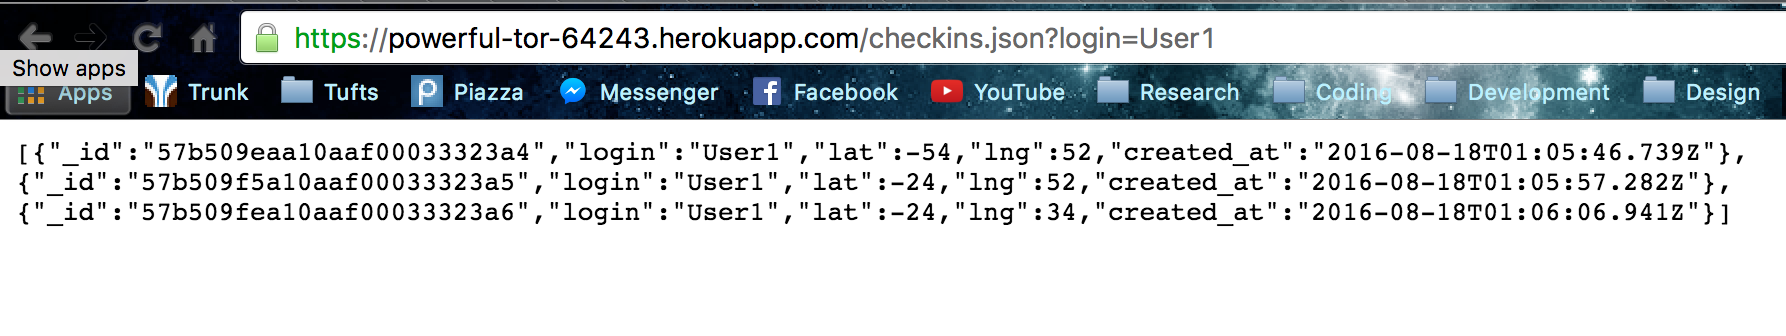 https://powerful-tor-64243.herokuapp.com/checkins.json?login=User1
Show apps
Apps Trunk Tufts Piazza Messenger Facebook YouTube Research Coding Development Design
[{"_id":"57b509eaa10aaf00033323a4","login":"User1","lat":-54,"lng":52,"created_at":"2016-08-18T01:05:46.739Z"},
{"_id":"57b509f5a10aaf00033323a5","login":"User1","lat":-24,"lng":52,"created_at":"2016-08-18T01:05:57.282Z"},
{"_id":"57b509fea10aaf00033323a6","login":"User1","lat":-24,"lng":34,"created_at":"2016-08-18T01:06:06.941Z"}]